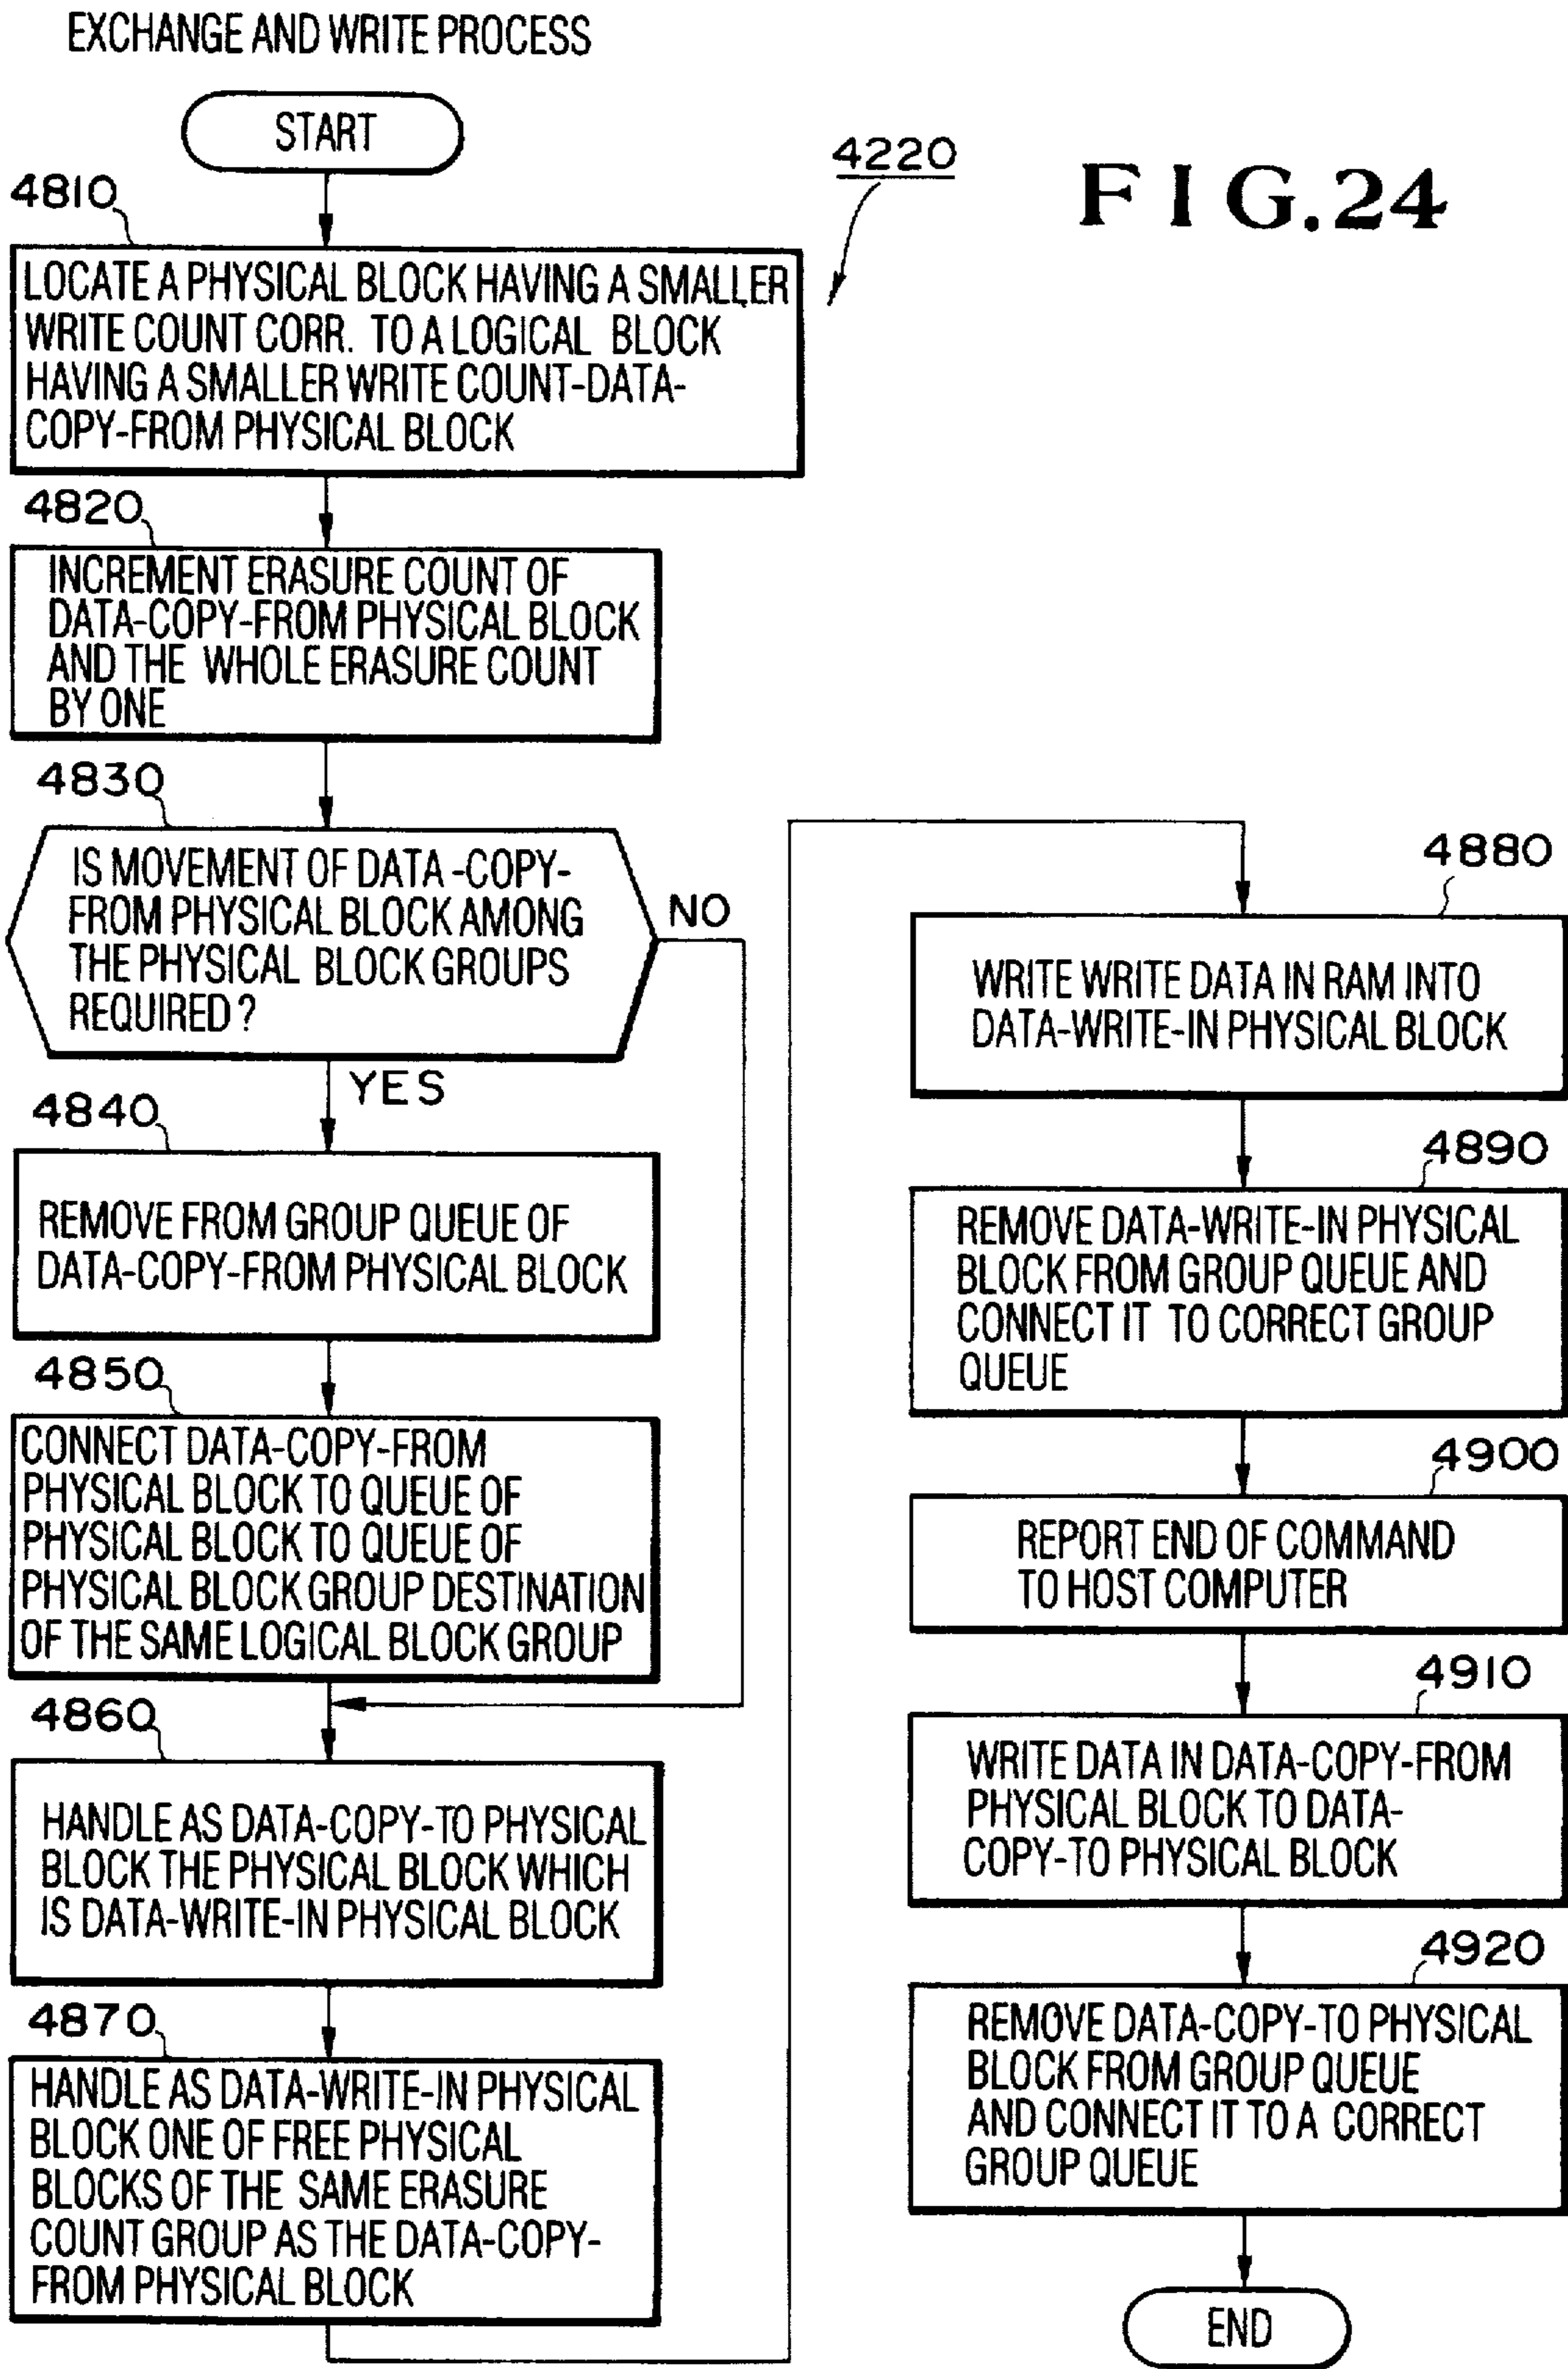 EXCHANGE AND WRITE PROCESS
START
4220
FIG.24
4810
LOCATE A PHYSICAL BLOCK HAVING A SMALLER
WRITE COUNT CORR. TO A LOGICAL BLOCK
HAVING A SMALLER WRITE COUNT-DATA-
COPY-FROM PHYSICAL BLOCK
4820
INCREMENT ERASURE COUNT OF
DATA-COPY-FROM PHYSICAL BLOCK
AND THE WHOLE ERASURE COUNT
BY ONE
4830
IS MOVEMENT OF DATA-COPY-
FROM PHYSICAL BLOCK AMONG
THE PHYSICAL BLOCK GROUPS
REQUIRED?
NO
YES
4840
REMOVE FROM GROUP QUEUE OF
DATA-COPY-FROM PHYSICAL BLOCK
4850
CONNECT DATA-COPY-FROM
PHYSICAL BLOCK TO QUEUE OF
PHYSICAL BLOCK TO QUEUE OF
PHYSICAL BLOCK GROUP DESTINATION
OF THE SAME LOGICAL BLOCK GROUP
4860
HANDLE AS DATA-COPY-TO PHYSICAL
BLOCK THE PHYSICAL BLOCK WHICH
IS DATA-WRITE-IN PHYSICAL BLOCK
4870
HANDLE AS DATA-WRITE-IN PHYSICAL
BLOCK ONE OF FREE PHYSICAL
BLOCKS OF THE SAME ERASURE
COUNT GROUP AS THE DATA-COPY-
FROM PHYSICAL BLOCK
4880
WRITE WRITE DATA IN RAM INTO
DATA-WRITE-IN PHYSICAL BLOCK
4890
REMOVE DATA-WRITE-IN PHYSICAL
BLOCK FROM GROUP QUEUE AND
CONNECT IT TO CORRECT GROUP
QUEUE
4900
REPORT END OF COMMAND
TO HOST COMPUTER
4910
WRITE DATA IN DATA-COPY-FROM
PHYSICAL BLOCK TO DATA-
COPY-TO PHYSICAL BLOCK
4920
REMOVE DATA-COPY-TO PHYSICAL
BLOCK FROM GROUP QUEUE
AND CONNECT IT TO A CORRECT
GROUP QUEUE
END